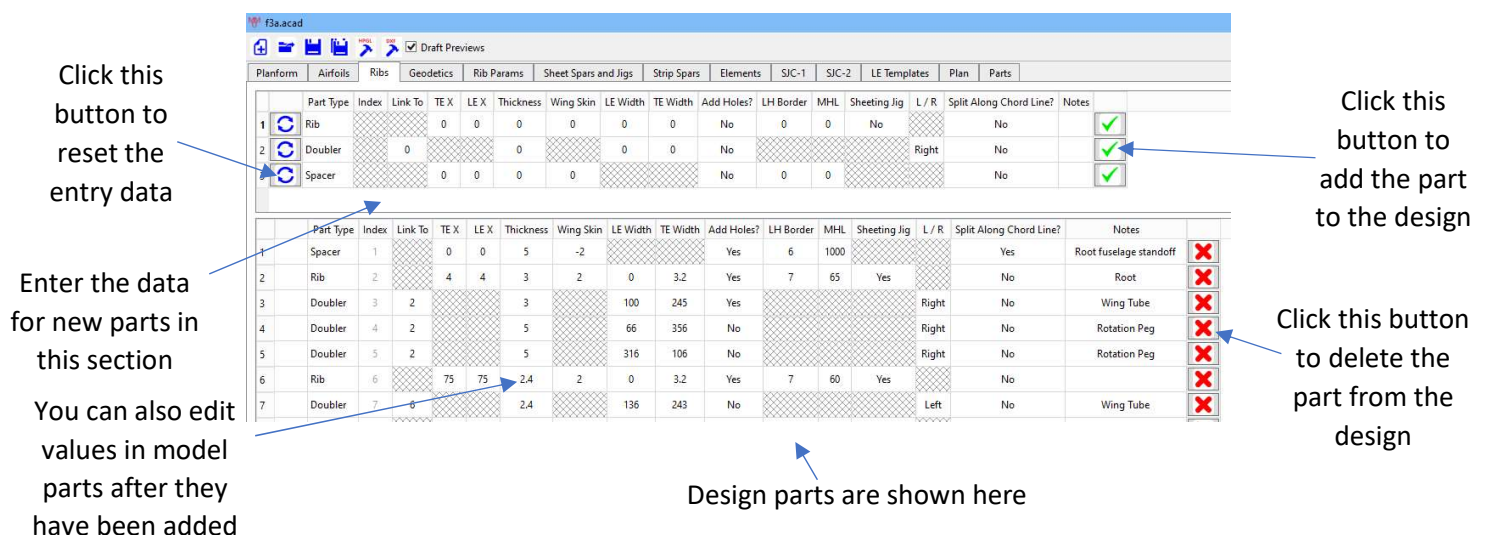 f3a.acad
HPGL DXF Draft Previews
Planform Airfoils Ribs Geodetics Rib Params Sheet Spars and Jigs Strip Spars Elements SJC-1 SJC-2 LE Templates Plan Parts
Part Type Index Link To TE X LE X Thickness Wing Skin LE Width TE Width Add Holes? LH Border MHL Sheeting Jig L / R Split Along Chord Line? Notes
1 Rib 0 0 0 0 0 0 No 0 0 No No
2 Doubler 0 0 0 0 No Right No
Spacer 0 0 0 0 No 0 0 No
Part Type Index Link To TE X LE X Thickness Wing Skin LE Width TE Width Add Holes? LH Border MHL Sheeting Jig L / R Split Along Chord Line? Notes
1 Spacer 1 0 0 5 -2 Yes 6 1000 Yes Root fuselage standoff
2 Rib 2 4 4 3 2 0 3.2 Yes 7 65 Yes No Root
3 Doubler 3 2 3 100 245 Yes Right No Wing Tube
4 Doubler 4 2 5 66 356 No Right No Rotation Peg
5 Doubler 5 2 5 316 106 No Right No Rotation Peg
6 Rib 6 75 75 2.4 2 0 3.2 Yes 7 60 Yes No
7 Doubler 7 6 2.4 136 243 No Left No Wing Tube
Click this
button to
reset the
entry data
Enter the data
for new parts in
this section
You can also edit
values in model
parts after they
have been added
Click this
button to
add the part
to the design
Click this button
to delete the
part from the
design
Design parts are shown here